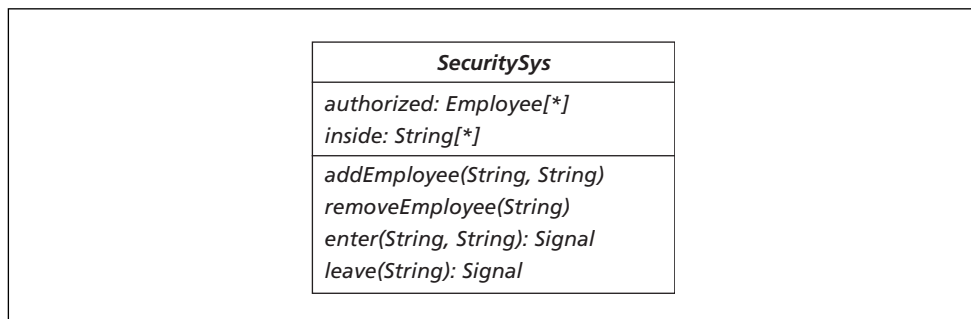 SecuritySys
authorized: Employee[*]
inside: String[*]
addEmployee(String, String)
removeEmployee(String)
enter(String, String): Signal
leave(String): Signal